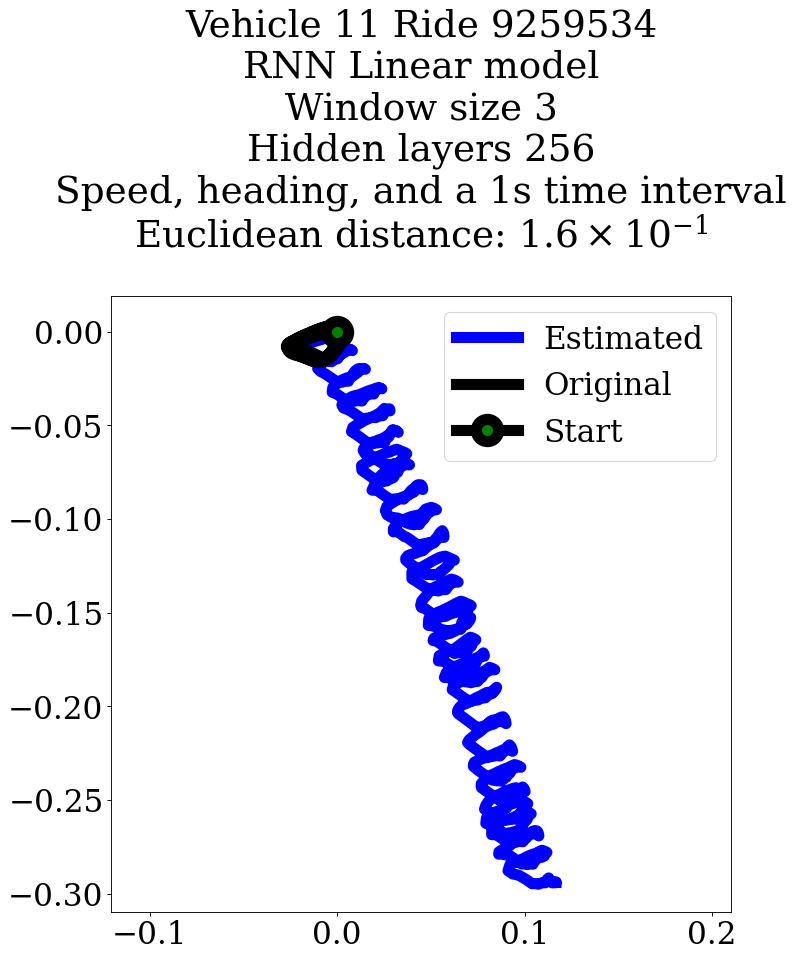 Vehicle 11 Ride 9259534
RNN Linear model
Window size 3
Hidden layers 256
Speed, heading, and a 1s time interval
Euclidean distance: 1.6 × 10⁻¹
Estimated
Original
Start
0.00
−0.05
−0.10
−0.15
−0.20
−0.25
−0.30
−0.1 0.0 0.1 0.2